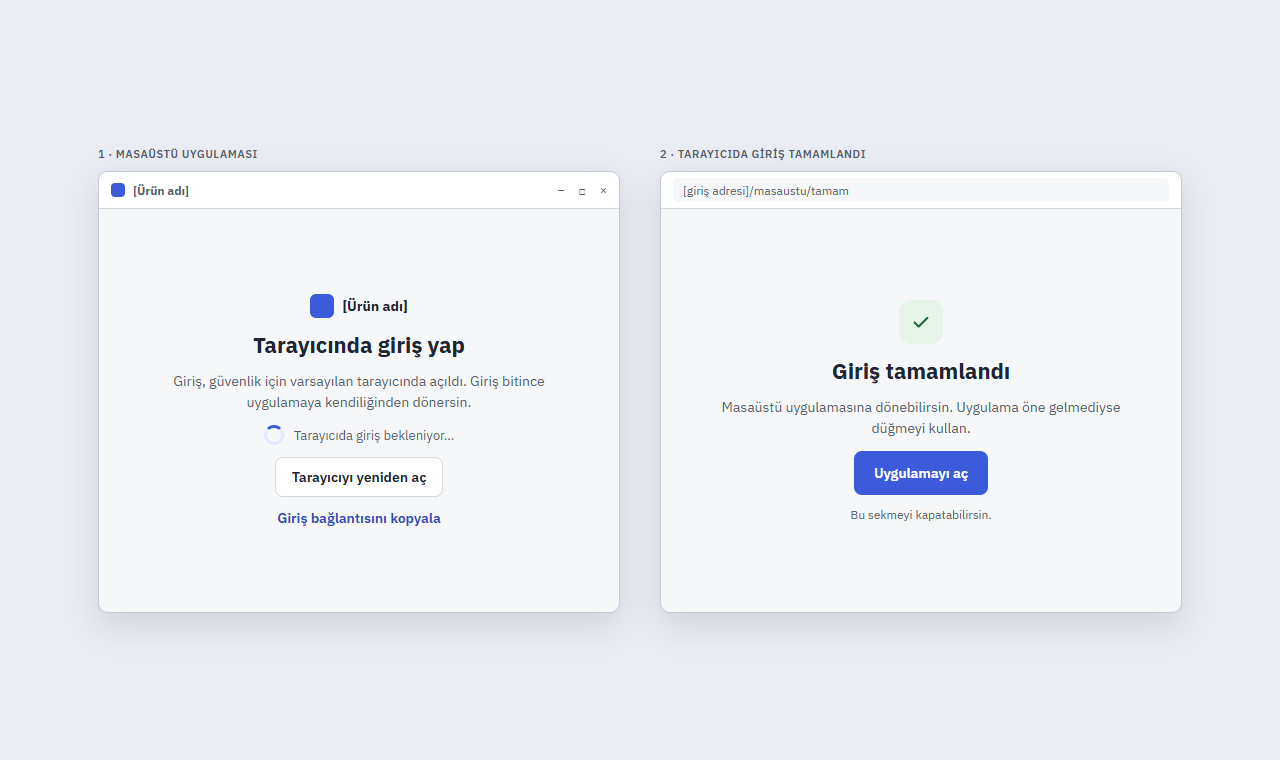 1 · MASAÜSTÜ UYGULAMASI
[Ürün adı]
[Ürün adı]
Tarayıcında giriş yap
Giriş, güvenlik için varsayılan tarayıcında açıldı. Giriş bitince
uygulamaya kendiliğinden dönersin.
Tarayıcıda giriş bekleniyor…
Tarayıcıyı yeniden aç
Giriş bağlantısını kopyala
2 · TARAYICIDA GİRİŞ TAMAMLANDI
[giriş adresi]/masaustu/tamam
Giriş tamamlandı
Masaüstü uygulamasına dönebilirsin. Uygulama öne gelmediyse
düğmeyi kullan.
Uygulamayı aç
Bu sekmeyi kapatabilirsin.